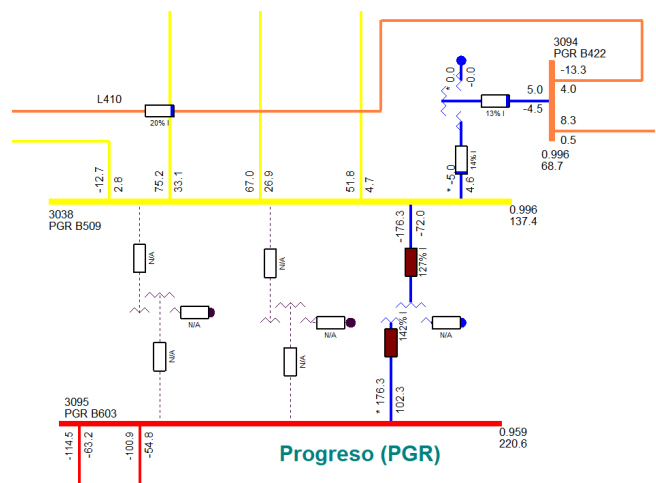 3094
PGR B422
* 0.0
-0.0
-13.3
4.0
5.0
-4.5
13% I
8.3
0.5
0.996
68.7
L410
20% I
14% I
* -5.0
4.6
-12.7
2.8
75.2
33.1
67.0
26.9
51.8
4.7
3038
PGR B509
0.996
137.4
-176.3
-72.0
127% I
N/A
N/A
N/A
N/A
N/A
N/A
N/A
142% I
* 176.3
102.3
3095
PGR B603
0.959
220.6
-114.5
-63.2
-100.9
-54.8
Progreso (PGR)